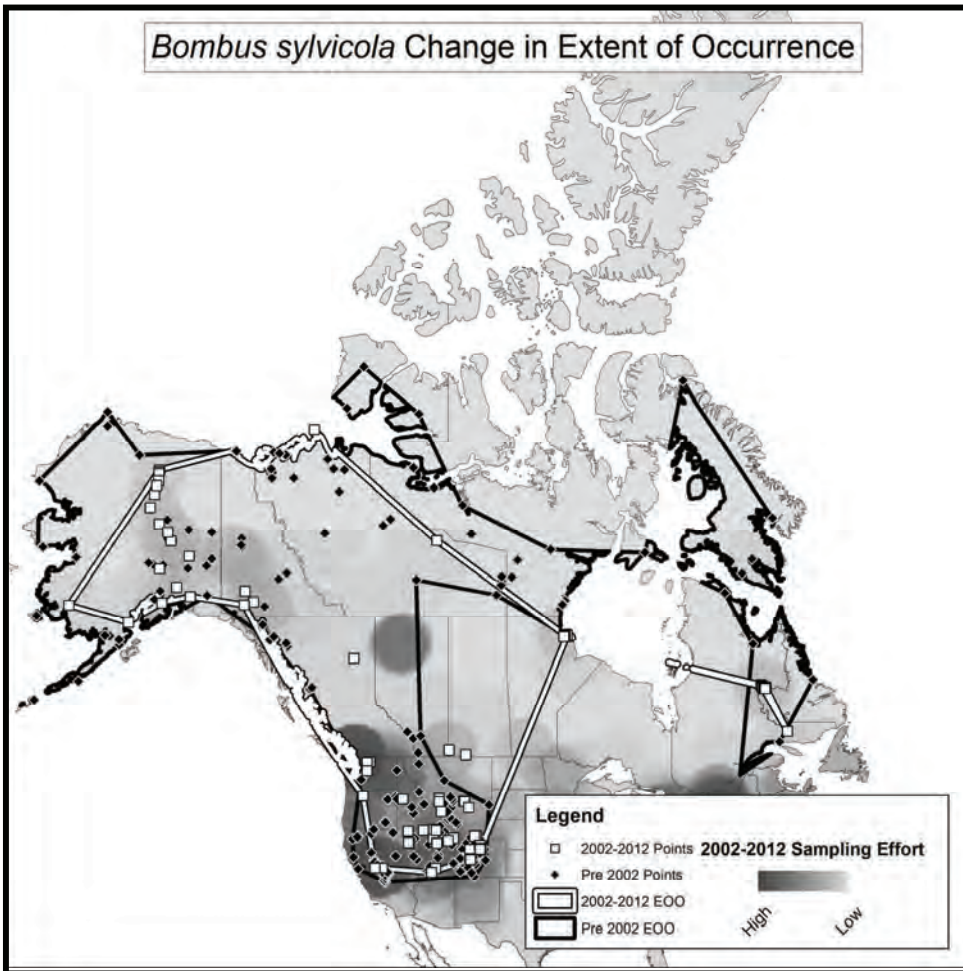 Bombus sylvicola Change in Extent of Occurrence
Legend
2002-2012 Points
Pre 2002 Points
2002-2012 EOO
Pre 2002 EOO
2002-2012 Sampling Effort
High
Low